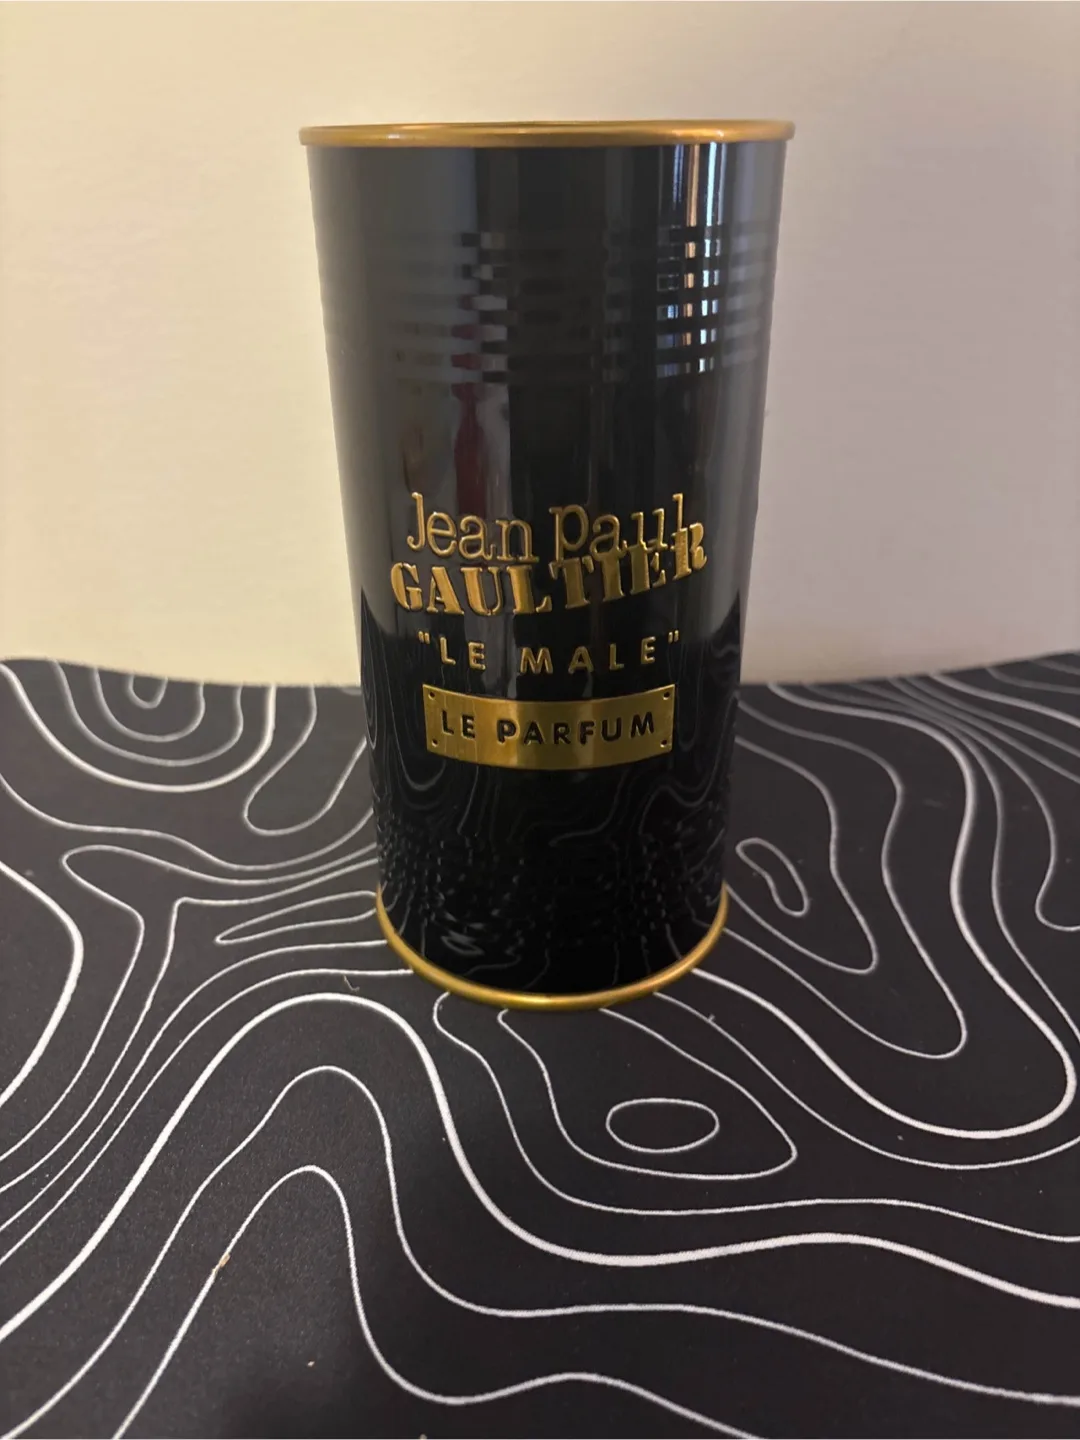 Jean Paul
GAULTIER
"LE MALE"
LE PARFUM